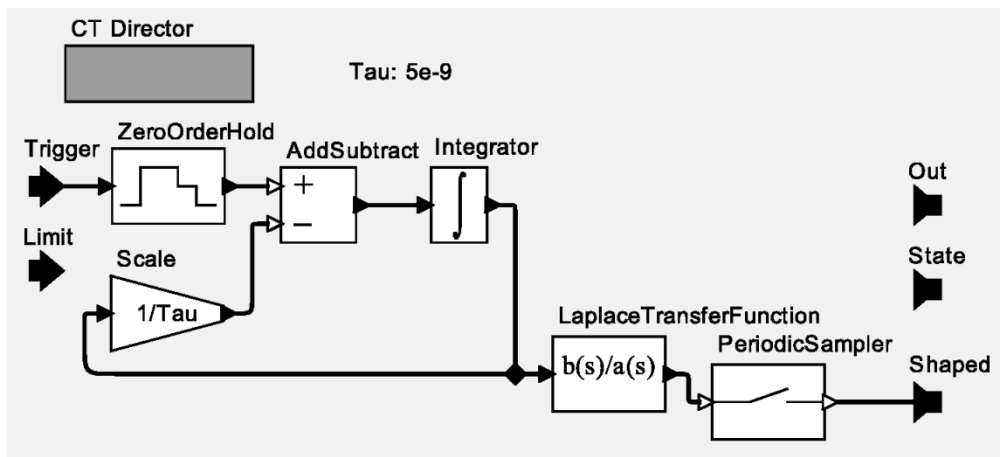 CT Director
Tau: 5e-9
ZeroOrderHold
Trigger
AddSubtract
Integrator
Out
+
−
Limit
Scale
State
1/Tau
∫
LaplaceTransferFunction
PeriodicSampler
b(s)/a(s)
Shaped